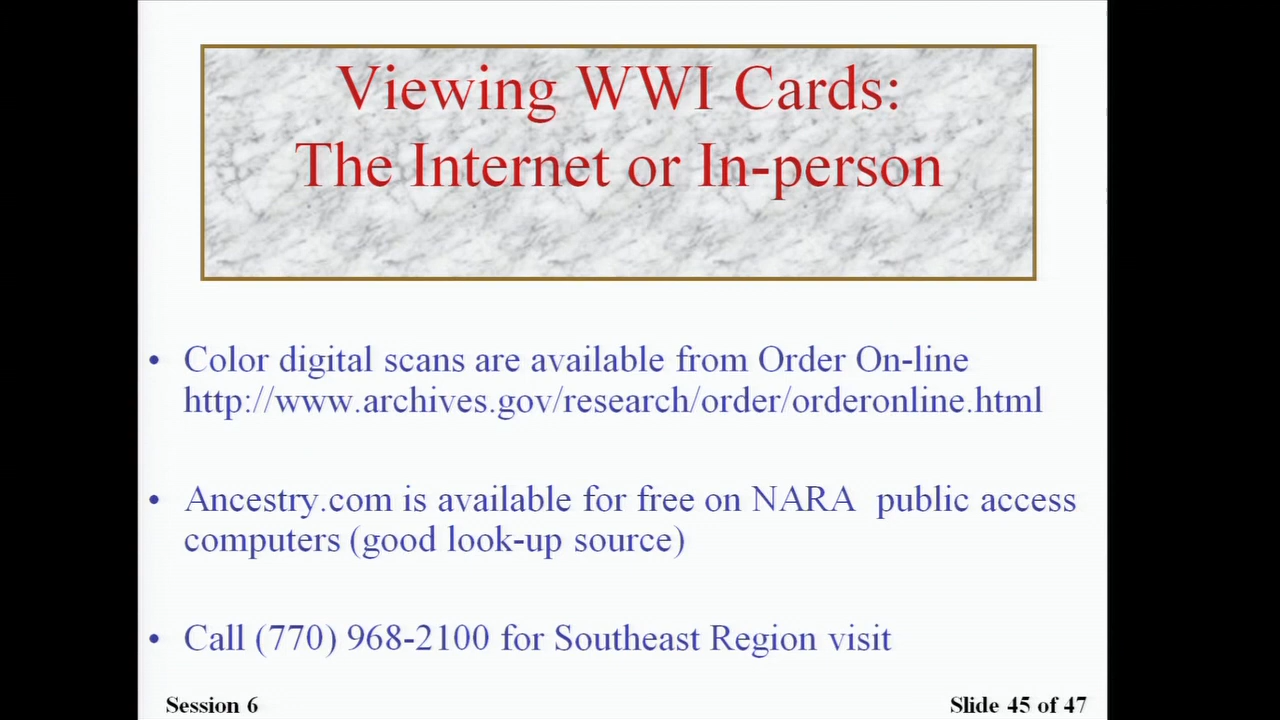 Viewing WWI Cards:
The Internet or In-person
• Color digital scans are available from Order On-line
http://www.archives.gov/research/order/orderonline.html
• Ancestry.com is available for free on NARA public access
computers (good look-up source)
• Call (770) 968-2100 for Southeast Region visit
Session 6
Slide 45 of 47